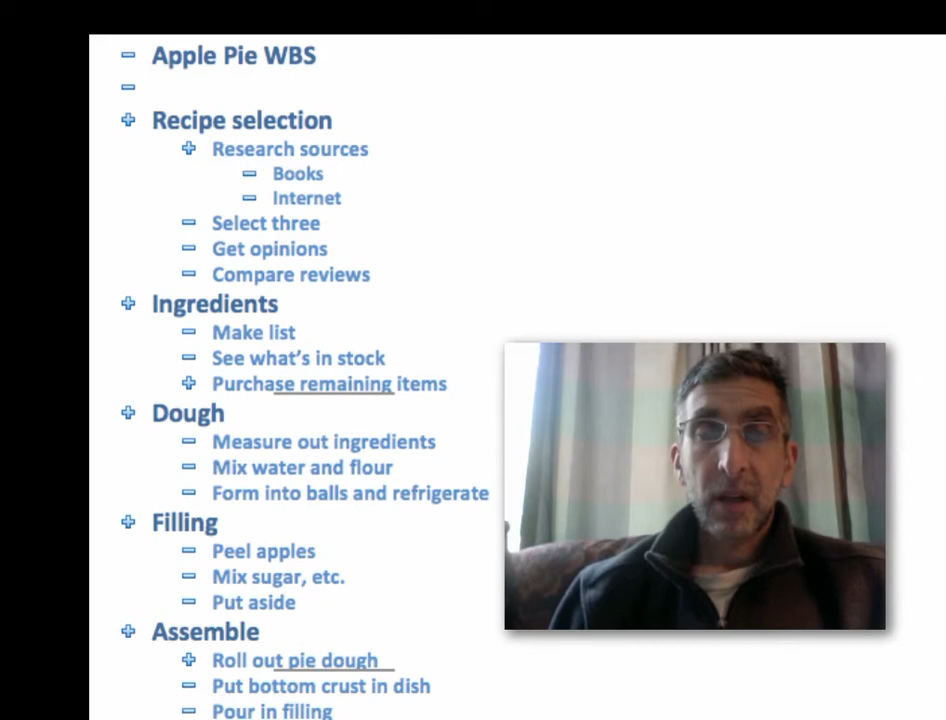 Apple Pie WBS
Recipe selection
Research sources
Books
Internet
Select three
Get opinions
Compare reviews
Ingredients
Make list
See what's in stock
Purchase remaining items
Dough
Measure out ingredients
Mix water and flour
Form into balls and refrigerate
Filling
Peel apples
Mix sugar, etc.
Put aside
Assemble
Roll out pie dough
Put bottom crust in dish
Pour in filling